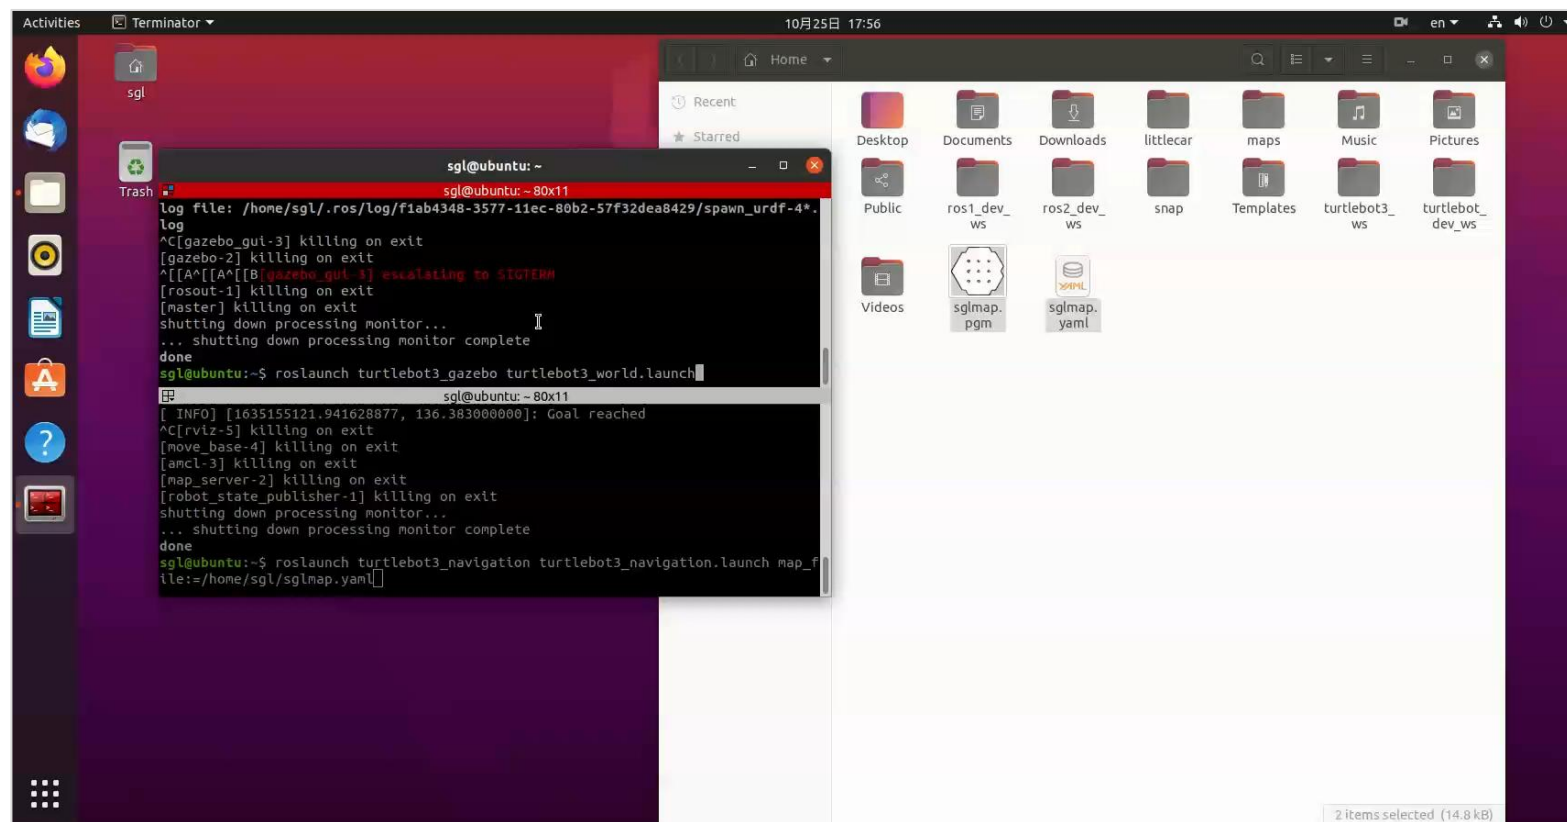 Activities
Terminator
10月25日 17:56
en
sgl
Trash
Home
Recent
Starred
Desktop
Documents
Downloads
littlecar
maps
Music
Pictures
Public
ros1_dev_
ws
ros2_dev_
ws
snap
Templates
turtlebot3_
ws
turtlebot_
dev_ws
Videos
sglmap.
pgm
YAML
sglmap.
yaml
sgl@ubuntu: ~
sgl@ubuntu: ~ 80x11
log file: /home/sgl/.ros/log/f1ab4348-3577-11ec-80b2-57f32dea8429/spawn_urdf-4*.
log
^C[gazebo_gui-3] killing on exit
[gazebo-2] killing on exit
^[[A^[[A^[[B[gazebo_gui-3] escalating to SIGTERM
[rosout-1] killing on exit
[master] killing on exit
shutting down processing monitor...
... shutting down processing monitor complete
done
sgl@ubuntu:~$ roslaunch turtlebot3_gazebo turtlebot3_world.launch
sgl@ubuntu: ~ 80x11
[ INFO] [1635155121.941628877, 136.383000000]: Goal reached
^C[rviz-5] killing on exit
[move_base-4] killing on exit
[amcl-3] killing on exit
[map_server-2] killing on exit
[robot_state_publisher-1] killing on exit
shutting down processing monitor...
... shutting down processing monitor complete
done
sgl@ubuntu:~$ roslaunch turtlebot3_navigation turtlebot3_navigation.launch map_f
ile:=/home/sgl/sglmap.yaml
2 items selected (14.8 kB)